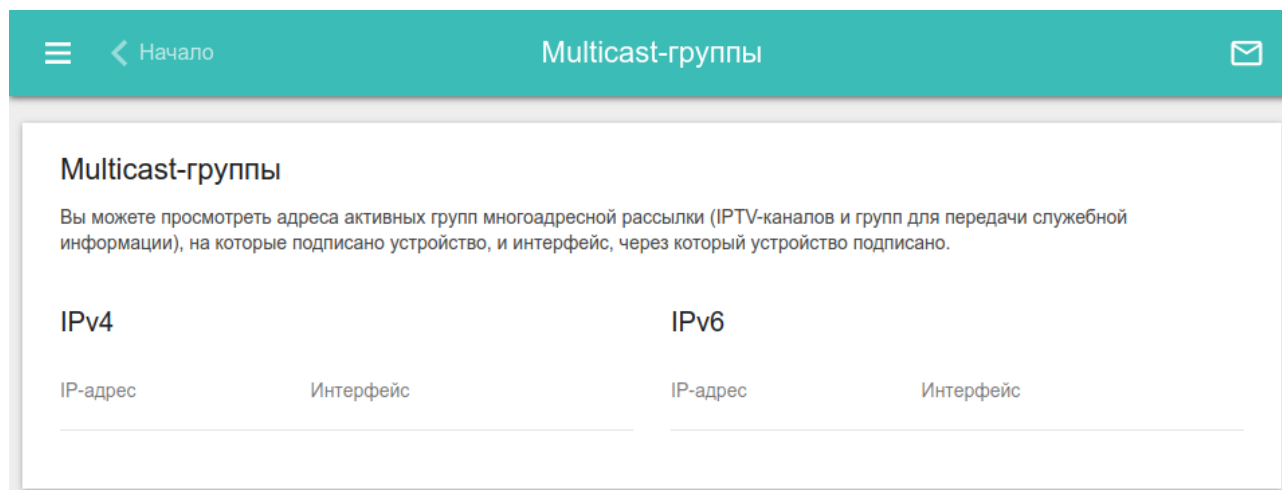 Начало
Multicast-группы
Multicast-группы
Вы можете просмотреть адреса активных групп многоадресной рассылки (IPTV-каналов и групп для передачи служебной
информации), на которые подписано устройство, и интерфейс, через который устройство подписано.
IPv4
IP-адрес Интерфейс
IPv6
IP-адрес Интерфейс